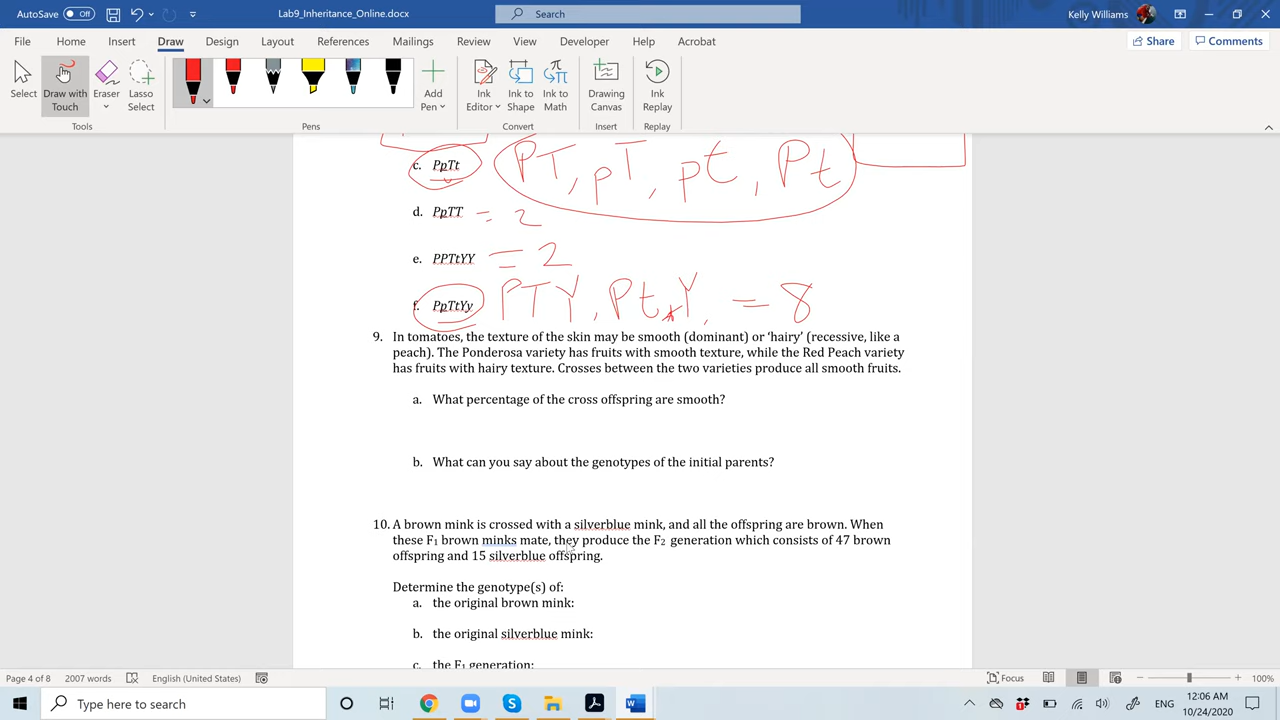 AutoSave Off Lab9_Inheritance_Online.docx Search Kelly Williams
File Home Insert Draw Design Layout References Mailings Review View Developer Help Acrobat Share Comments
Select Draw with Touch Eraser Lasso Select Add Pen Ink Editor Ink to Shape Ink to Math Drawing Canvas Ink Replay
Tools Pens Convert Insert Replay
c. PpTt PT, pT, pt, Pt
d. PpTT = 2
e. PPTtYY = 2
f. PpTtYy PTY, PtY, = 8
9. In tomatoes, the texture of the skin may be smooth (dominant) or ‘hairy’ (recessive, like a
peach). The Ponderosa variety has fruits with smooth texture, while the Red Peach variety
has fruits with hairy texture. Crosses between the two varieties produce all smooth fruits.
a. What percentage of the cross offspring are smooth?
b. What can you say about the genotypes of the initial parents?
10. A brown mink is crossed with a silverblue mink, and all the offspring are brown. When
these F1 brown minks mate, they produce the F2 generation which consists of 47 brown
offspring and 15 silverblue offspring.
Determine the genotype(s) of:
a. the original brown mink:
b. the original silverblue mink:
c. the F1 generation:
Page 4 of 8 2007 words English (United States) Focus 100%
Type here to search ENG 12:06 AM
10/24/2020